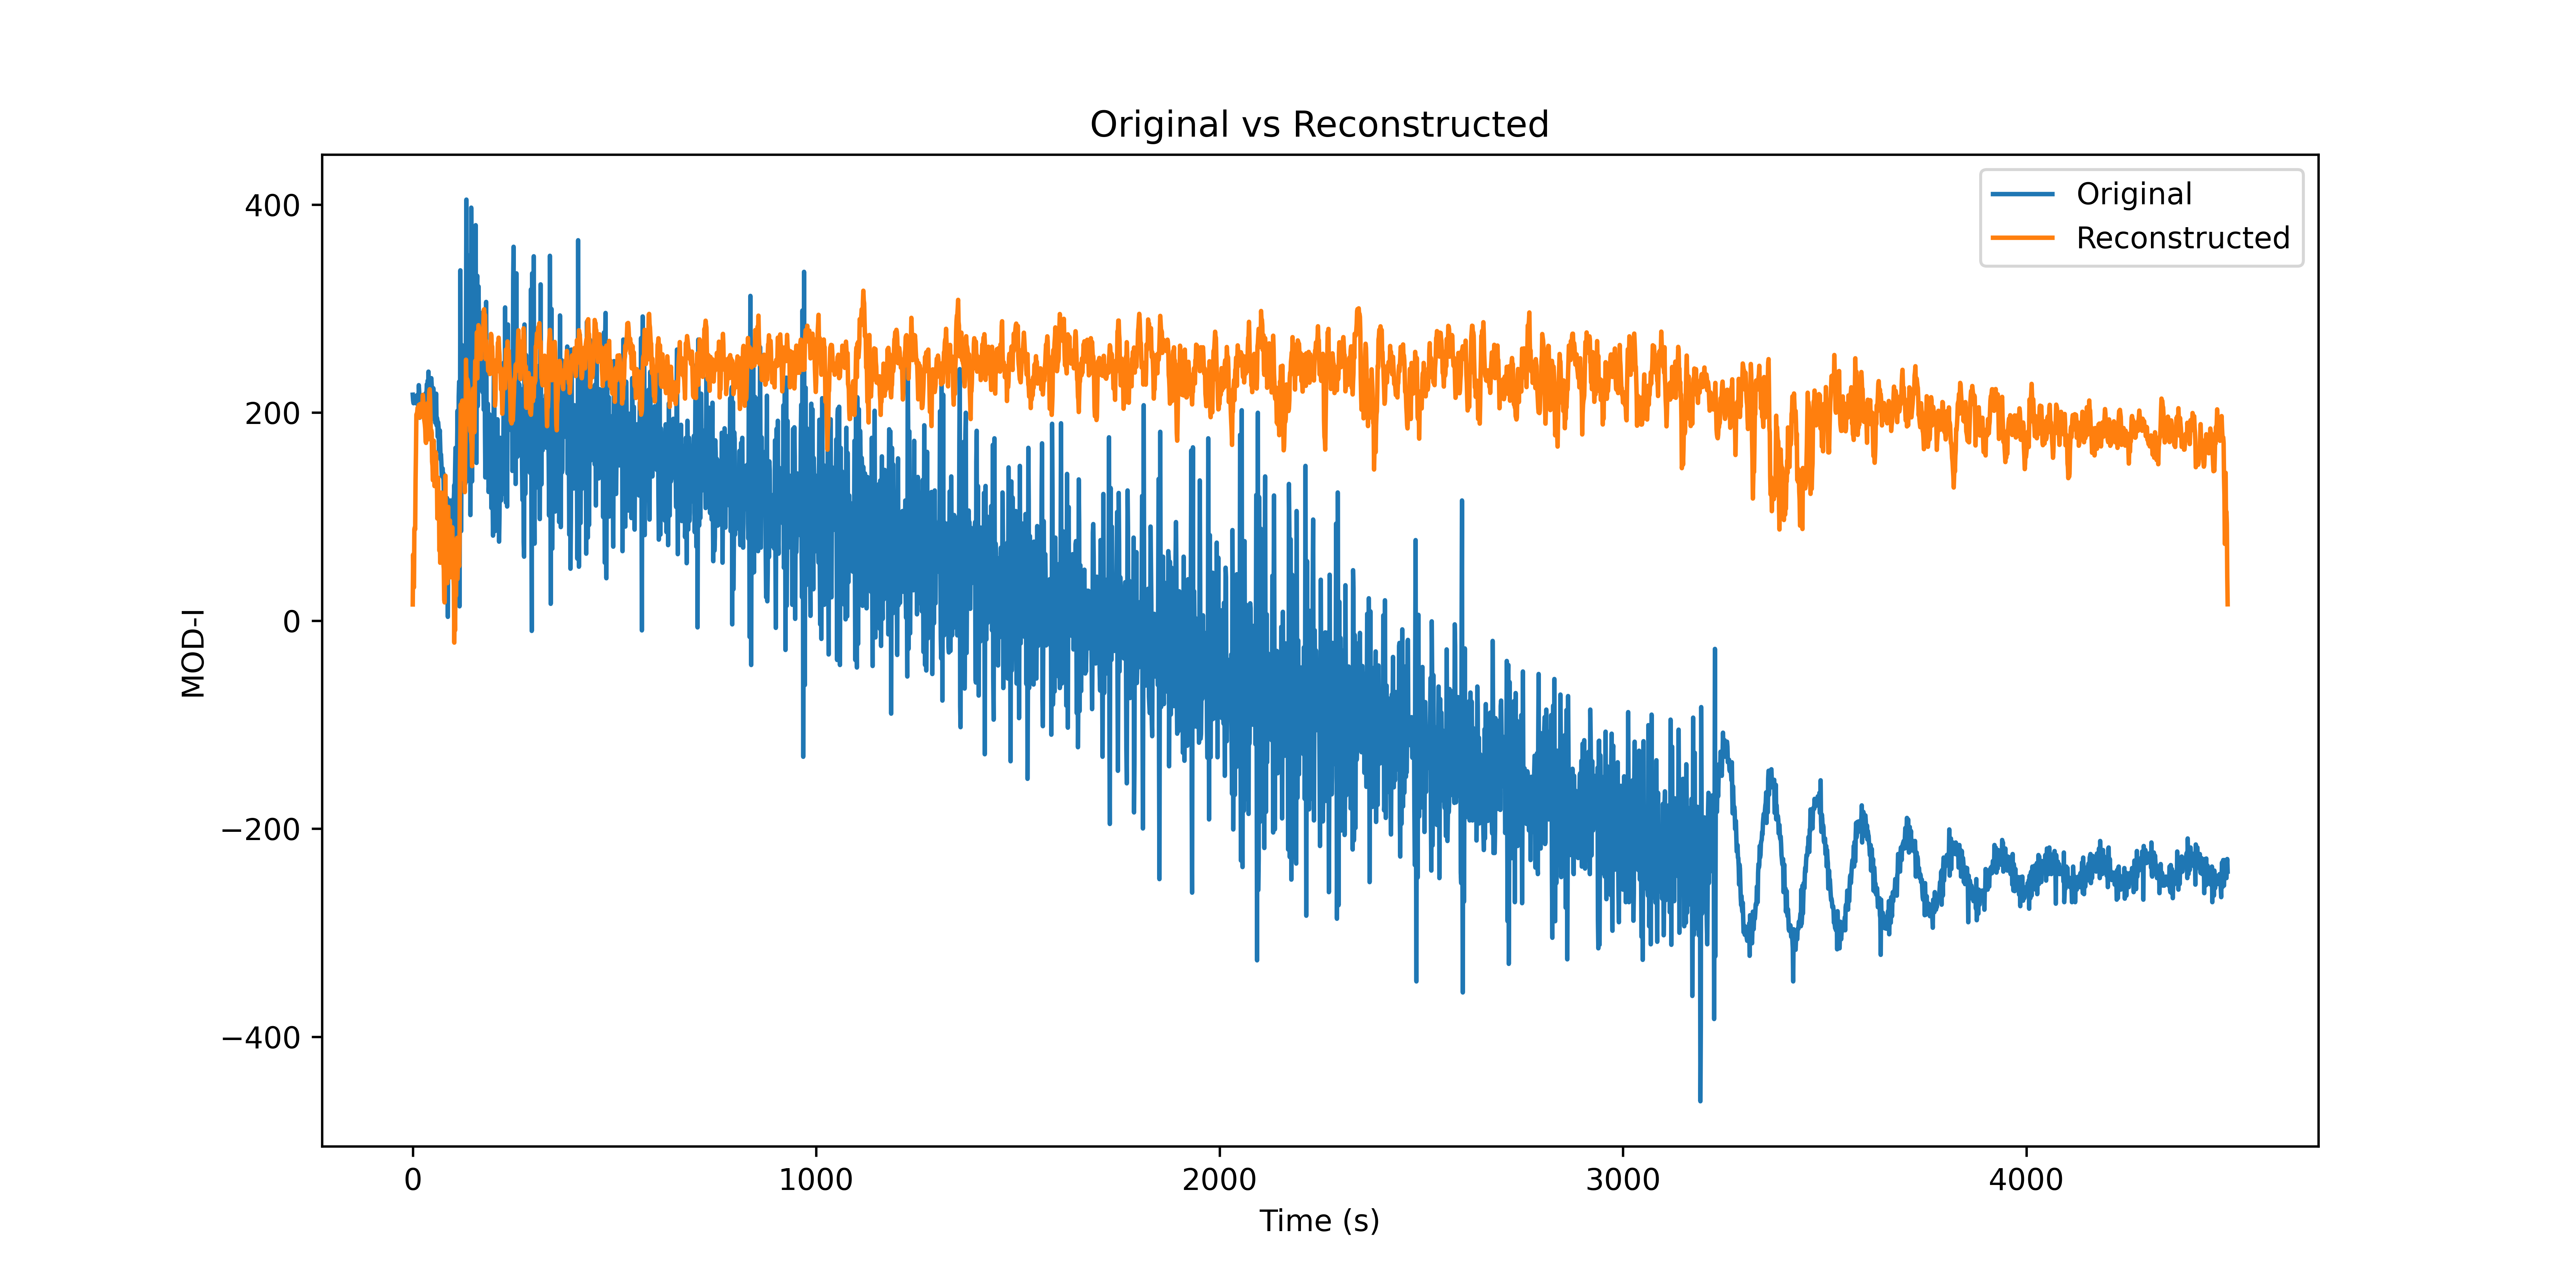 Original vs Reconstructed
Original
Reconstructed
MOD-I
400
200
0
−200
−400
0 1000 2000 3000 4000
Time (s)